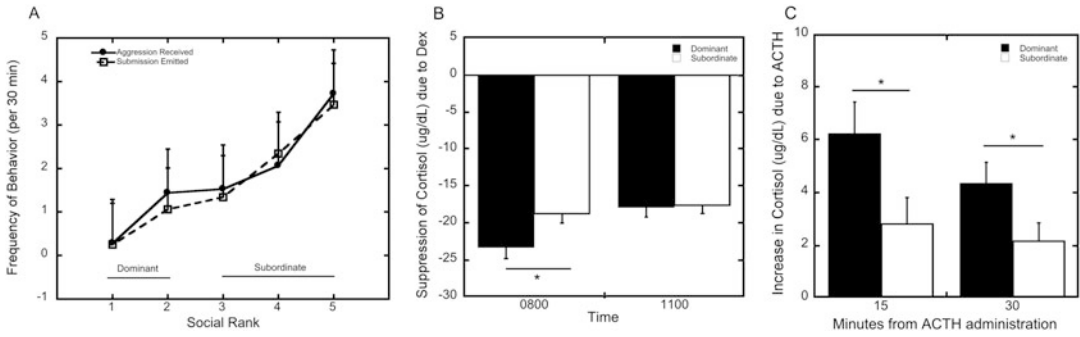 A
Frequency of Behavior (per 30 min)
5
4
3
2
1
0
-1
Aggression Received
Submission Emitted
Dominant
Subordinate
1 2 3 4 5
Social Rank
B
Suppression of Cortisol (ug/dL) due to Dex
5
0
-5
-10
-15
-20
-25
-30
Dominant
Subordinate
*
0800 1100
Time
C
Increase in Cortisol (ug/dL) due to ACTH
10
8
6
4
2
0
Dominant
Subordinate
*
*
15 30
Minutes from ACTH administration